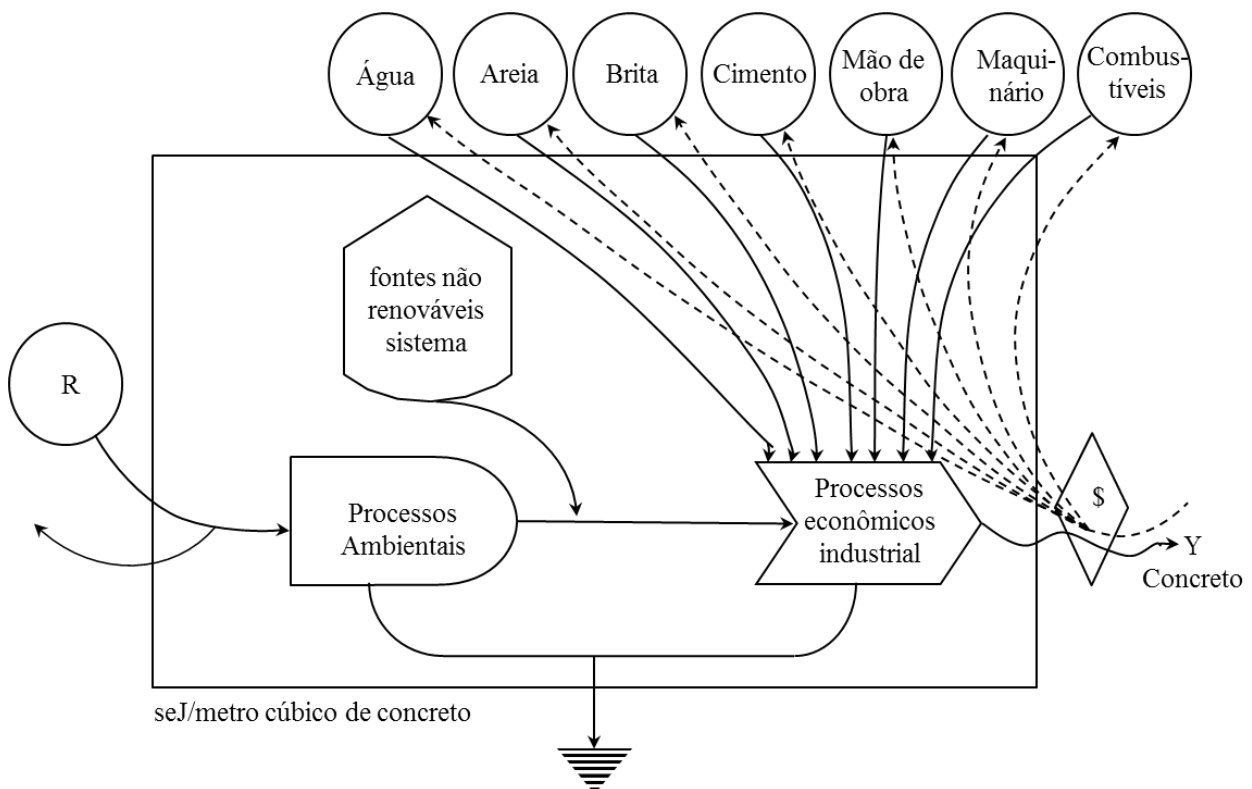 Água
Areia
Brita
Cimento
Mão de
obra
Maqui-
nário
Combus-
tíveis
fontes não
renováveis
sistema
R
Processos
Ambientais
Processos
econômicos
industrial
$
Y
Concreto
seJ/metro cúbico de concreto